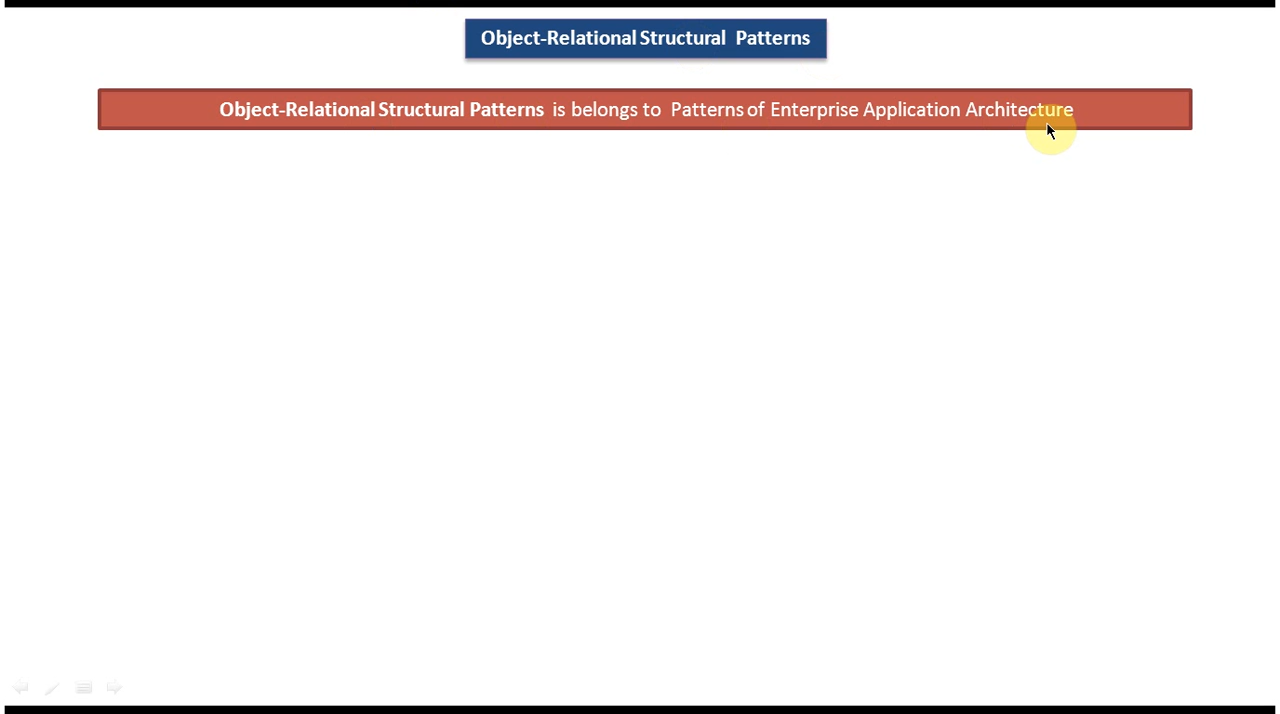 Object-Relational Structural Patterns
Object-Relational Structural Patterns is belongs to Patterns of Enterprise Application Architecture